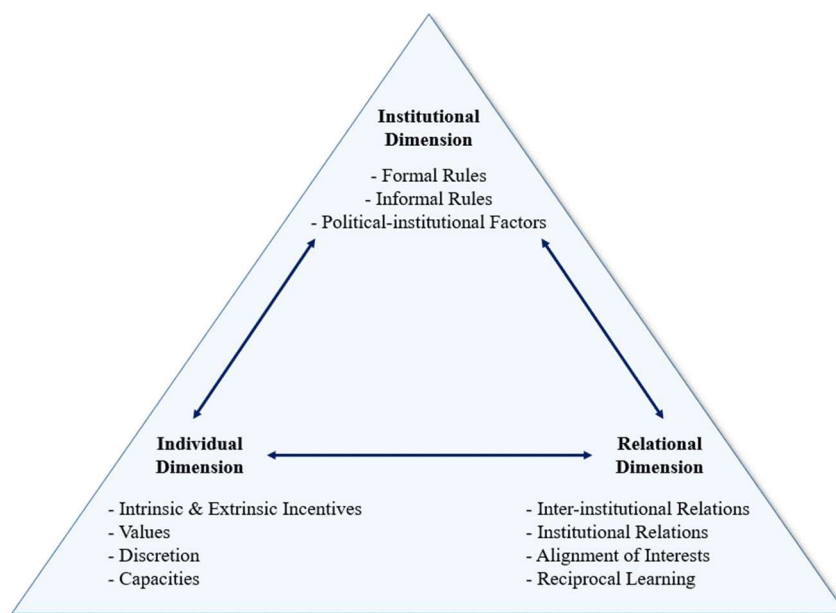 Institutional
Dimension
- Formal Rules
- Informal Rules
- Political-institutional Factors
Individual
Dimension
- Intrinsic & Extrinsic Incentives
- Values
- Discretion
- Capacities
Relational
Dimension
- Inter-institutional Relations
- Institutional Relations
- Alignment of Interests
- Reciprocal Learning